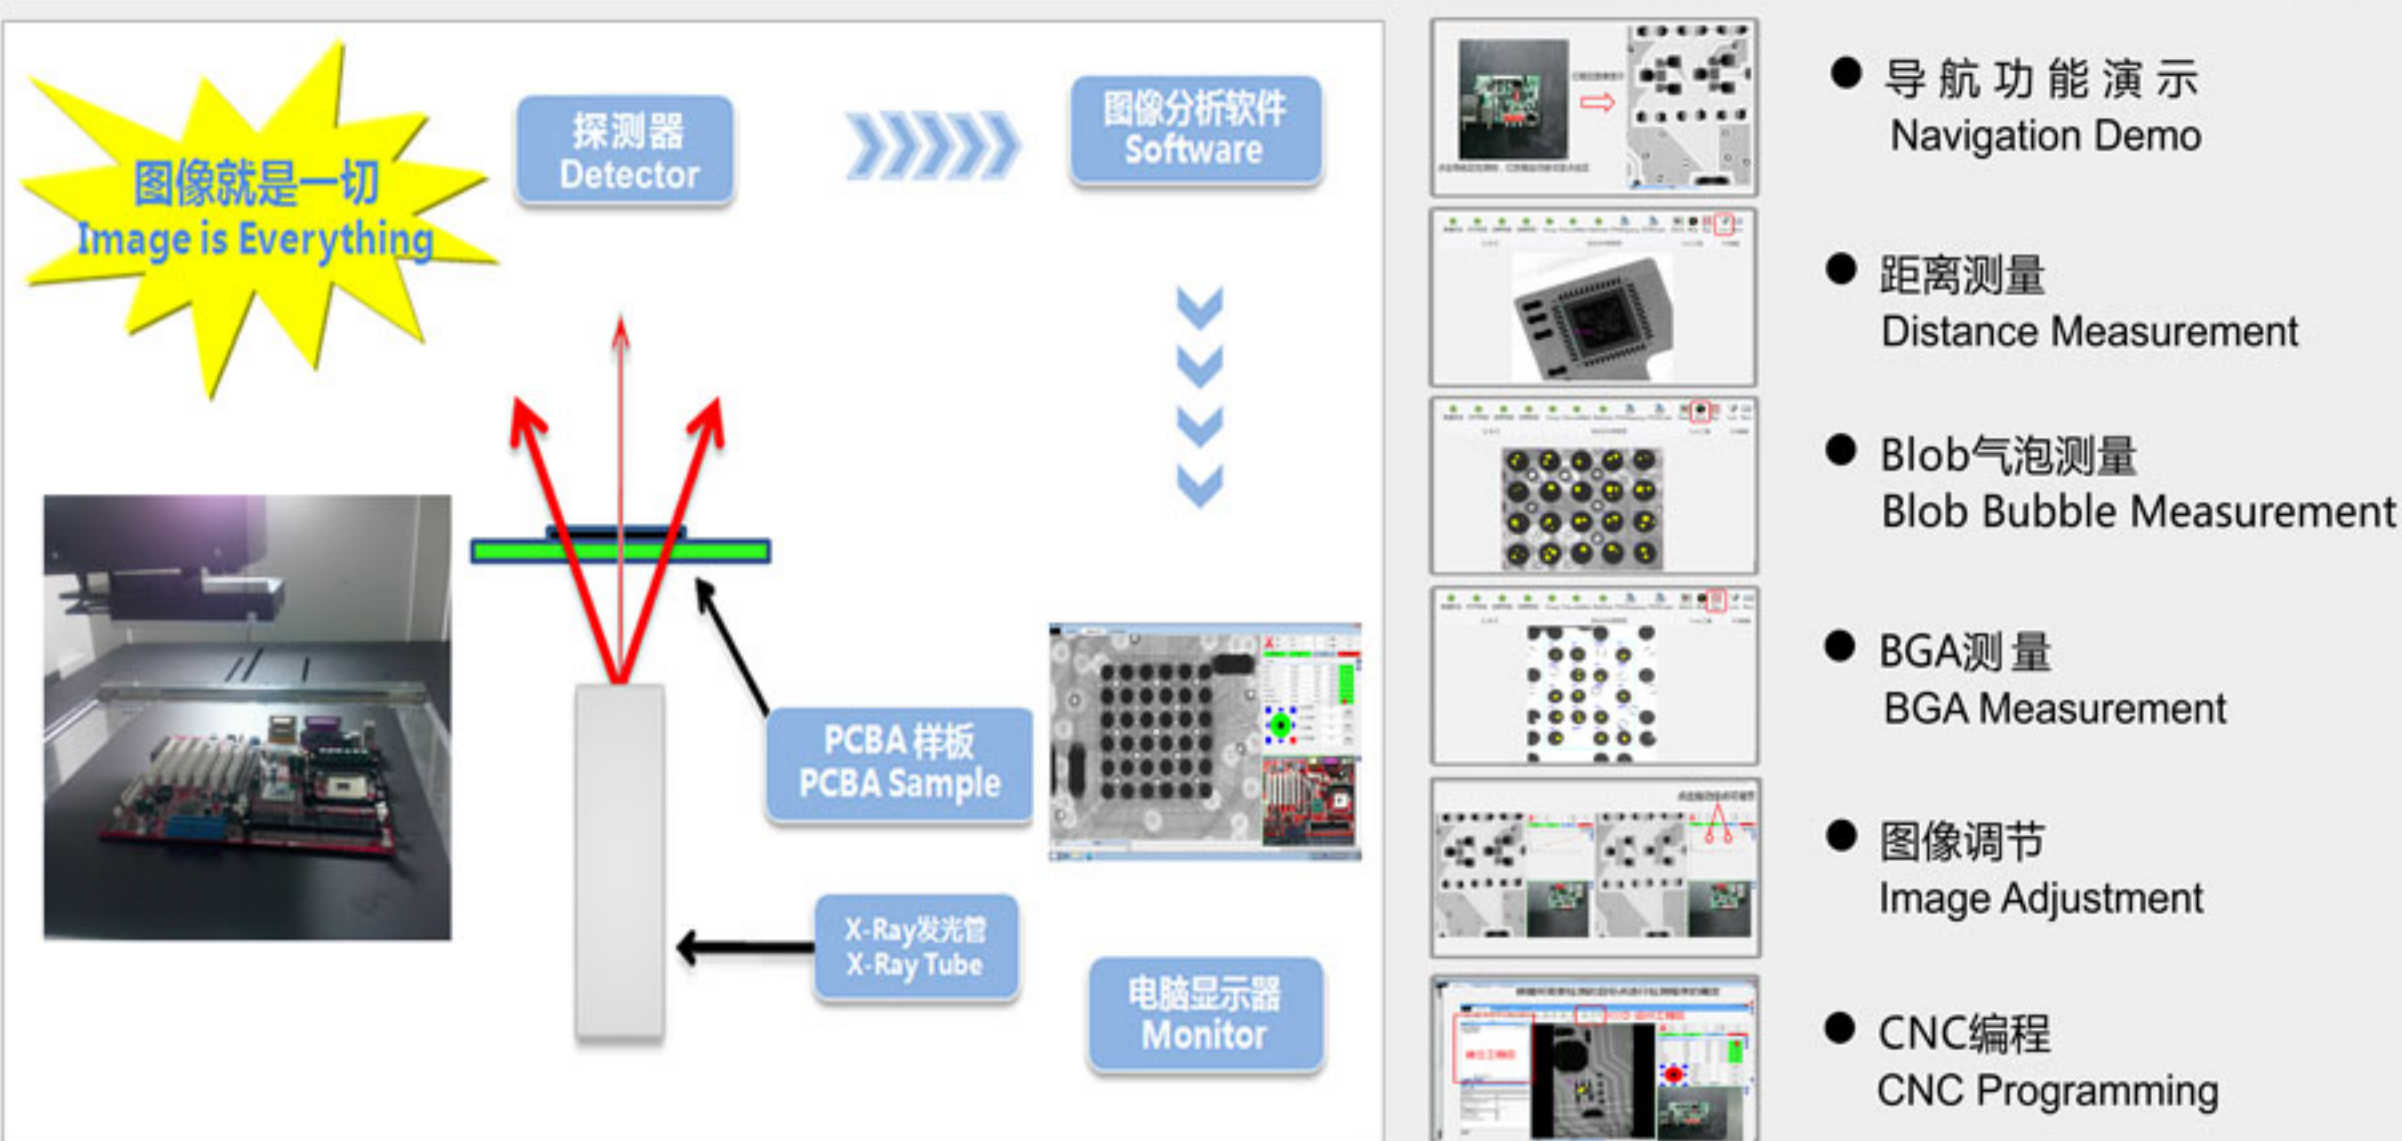 图像就是一切
Image is Everything
探测器
Detector
图像分析软件
Software
PCBA 样板
PCBA Sample
X-Ray发光管
X-Ray Tube
电脑显示器
Monitor
导航功能演示
Navigation Demo
距离测量
Distance Measurement
Blob气泡测量
Blob Bubble Measurement
BGA测量
BGA Measurement
图像调节
Image Adjustment
CNC编程
CNC Programming